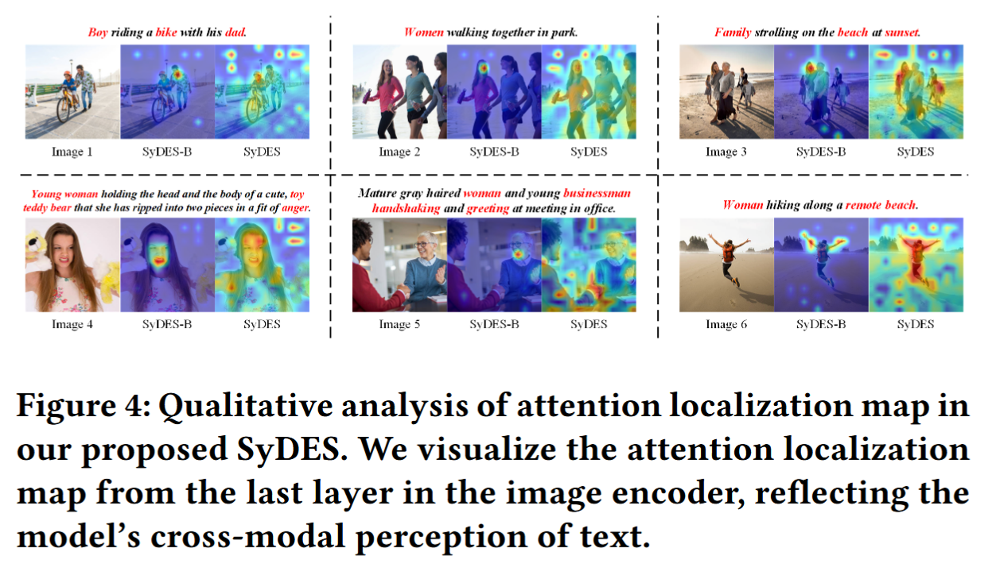 Boy riding a bike with his dad.
Women walking together in park.
Family strolling on the beach at sunset.
Image 1
SyDES-B
SyDES
Image 2
SyDES-B
SyDES
Image 3
SyDES-B
SyDES
Young woman holding the head and the body of a cute, toy
teddy bear that she has ripped into two pieces in a fit of anger.
Mature gray haired woman and young businessman
handshaking and greeting at meeting in office.
Woman hiking along a remote beach.
Image 4
SyDES-B
SyDES
Image 5
SyDES-B
SyDES
Image 6
SyDES-B
SyDES
Figure 4: Qualitative analysis of attention localization map in
our proposed SyDES. We visualize the attention localization
map from the last layer in the image encoder, reflecting the
model’s cross-modal perception of text.